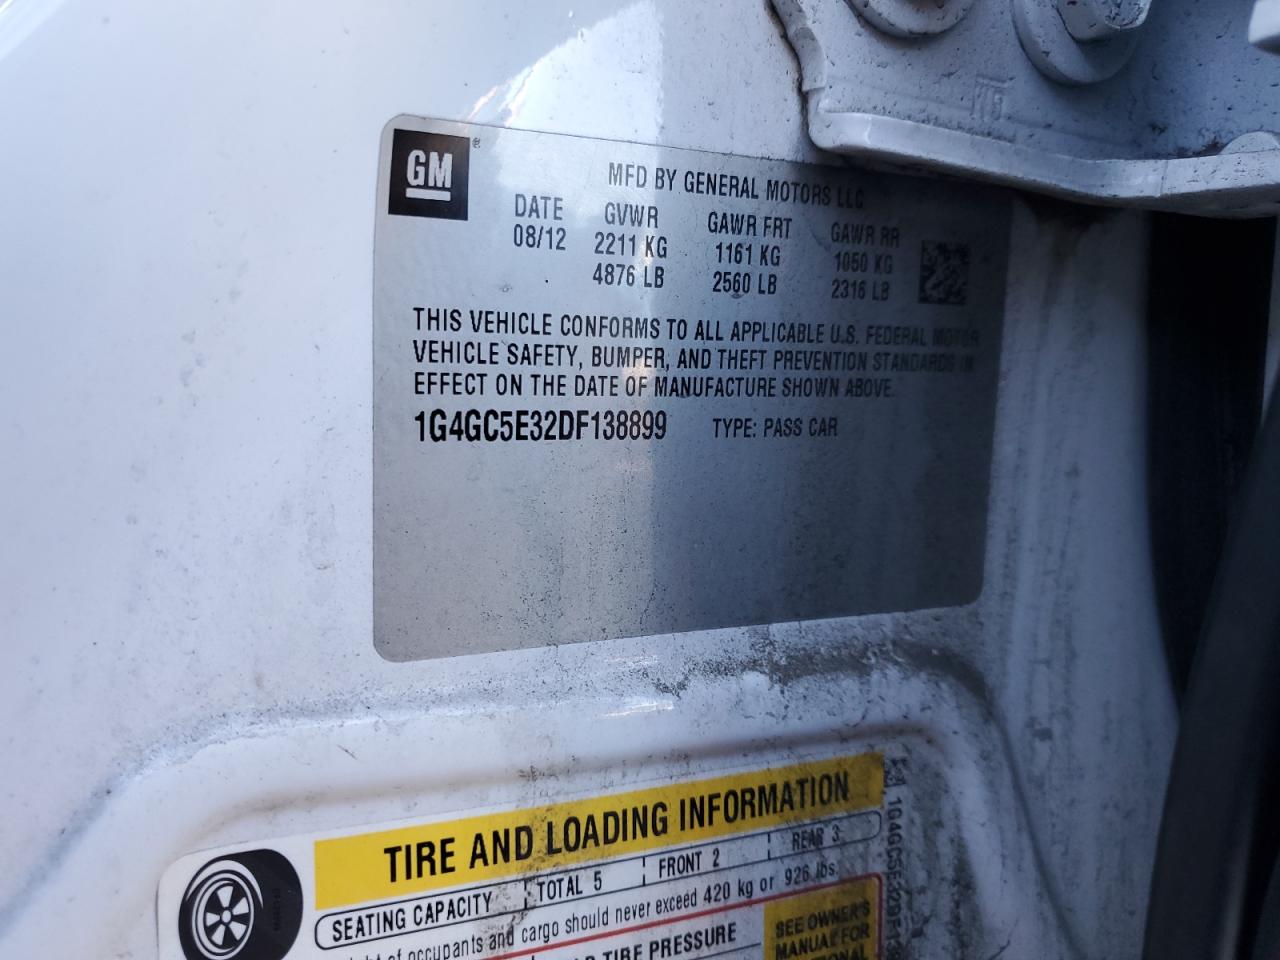 GM ®
MFD BY GENERAL MOTORS LLC
DATE GVWR GAWR FRT GAWR RR
08/12 2211 KG 1161 KG 1050 KG
4876 LB 2560 LB 2316 LB
THIS VEHICLE CONFORMS TO ALL APPLICABLE U.S. FEDERAL MOTOR
VEHICLE SAFETY, BUMPER, AND THEFT PREVENTION STANDARDS IN
EFFECT ON THE DATE OF MANUFACTURE SHOWN ABOVE.
1G4GC5E32DF138899 TYPE: PASS CAR
TIRE AND LOADING INFORMATION
SEATING CAPACITY TOTAL 5 FRONT 2 REAR 3
of occupants and cargo should never exceed 420 kg or 926 lbs.
TIRE PRESSURE
SEE OWNER'S
MANUAL FOR